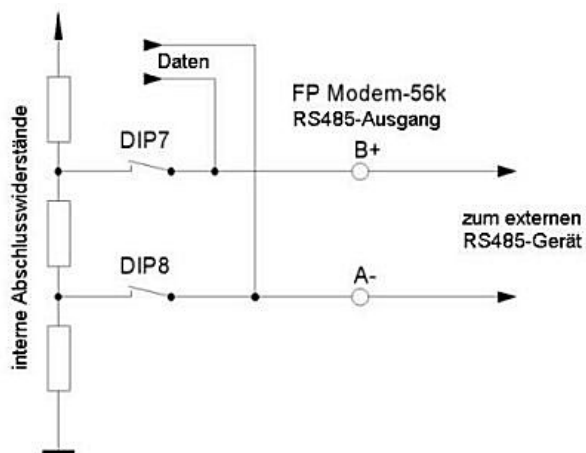 Daten
FP Modem-56k
RS485-Ausgang
DIP7
B+
zum externen
RS485-Gerät
DIP8
A-
interne Abschlusswiderstände